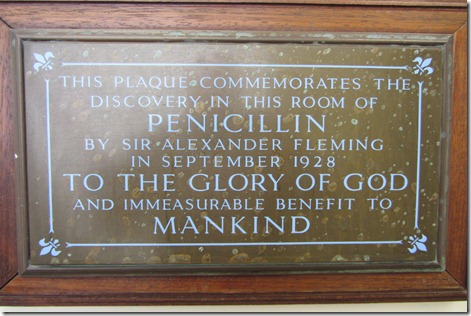 THIS PLAQUE COMMEMORATES THE
DISCOVERY IN THIS ROOM OF
PENICILLIN
BY SIR ALEXANDER FLEMING
IN SEPTEMBER 1928
TO THE GLORY OF GOD
AND IMMEASURABLE BENEFIT TO
MANKIND